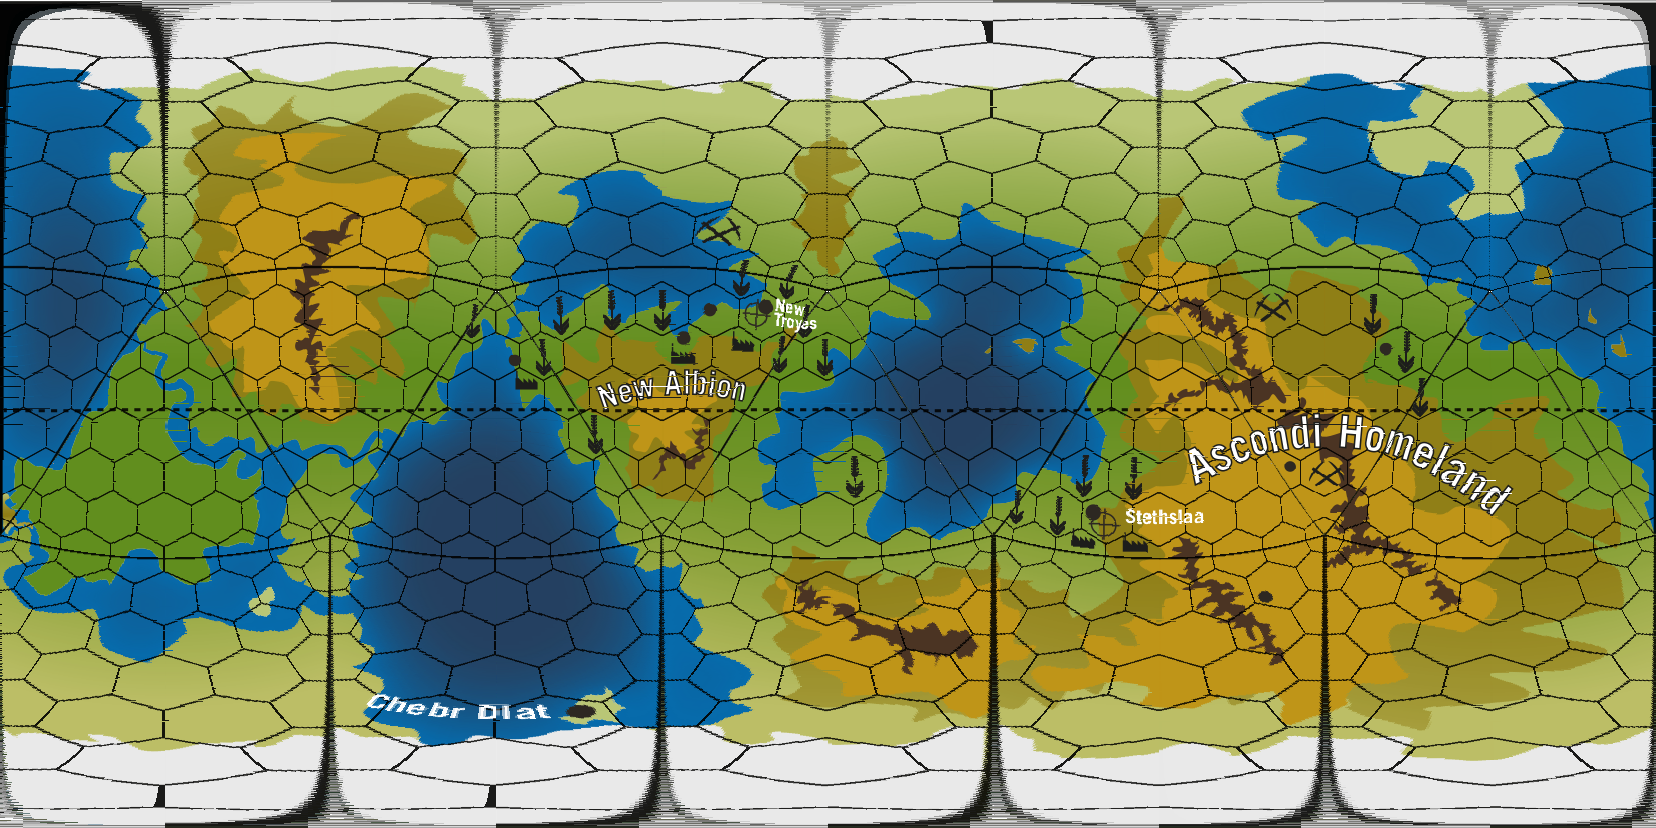 New
Troyes
New Albion
Ascondi Homeland
Stethslaa
Chebr Dlat